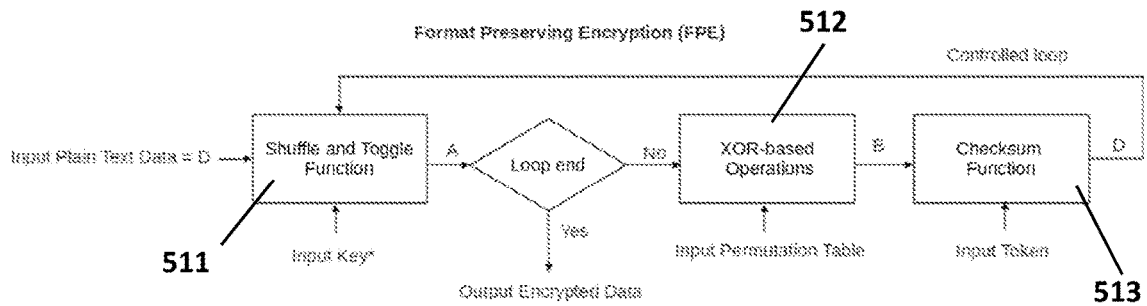 Format Preserving Encryption (FPE)
512
Controlled loop
Input Plain Text Data = D
Shuffle and Toggle
Function
A
Loop end
No
XOR-based
Operations
B
Checksum
Function
D
511
Input Key*
Yes
Input Permutation Table
Input Token
513
Output Encrypted Data